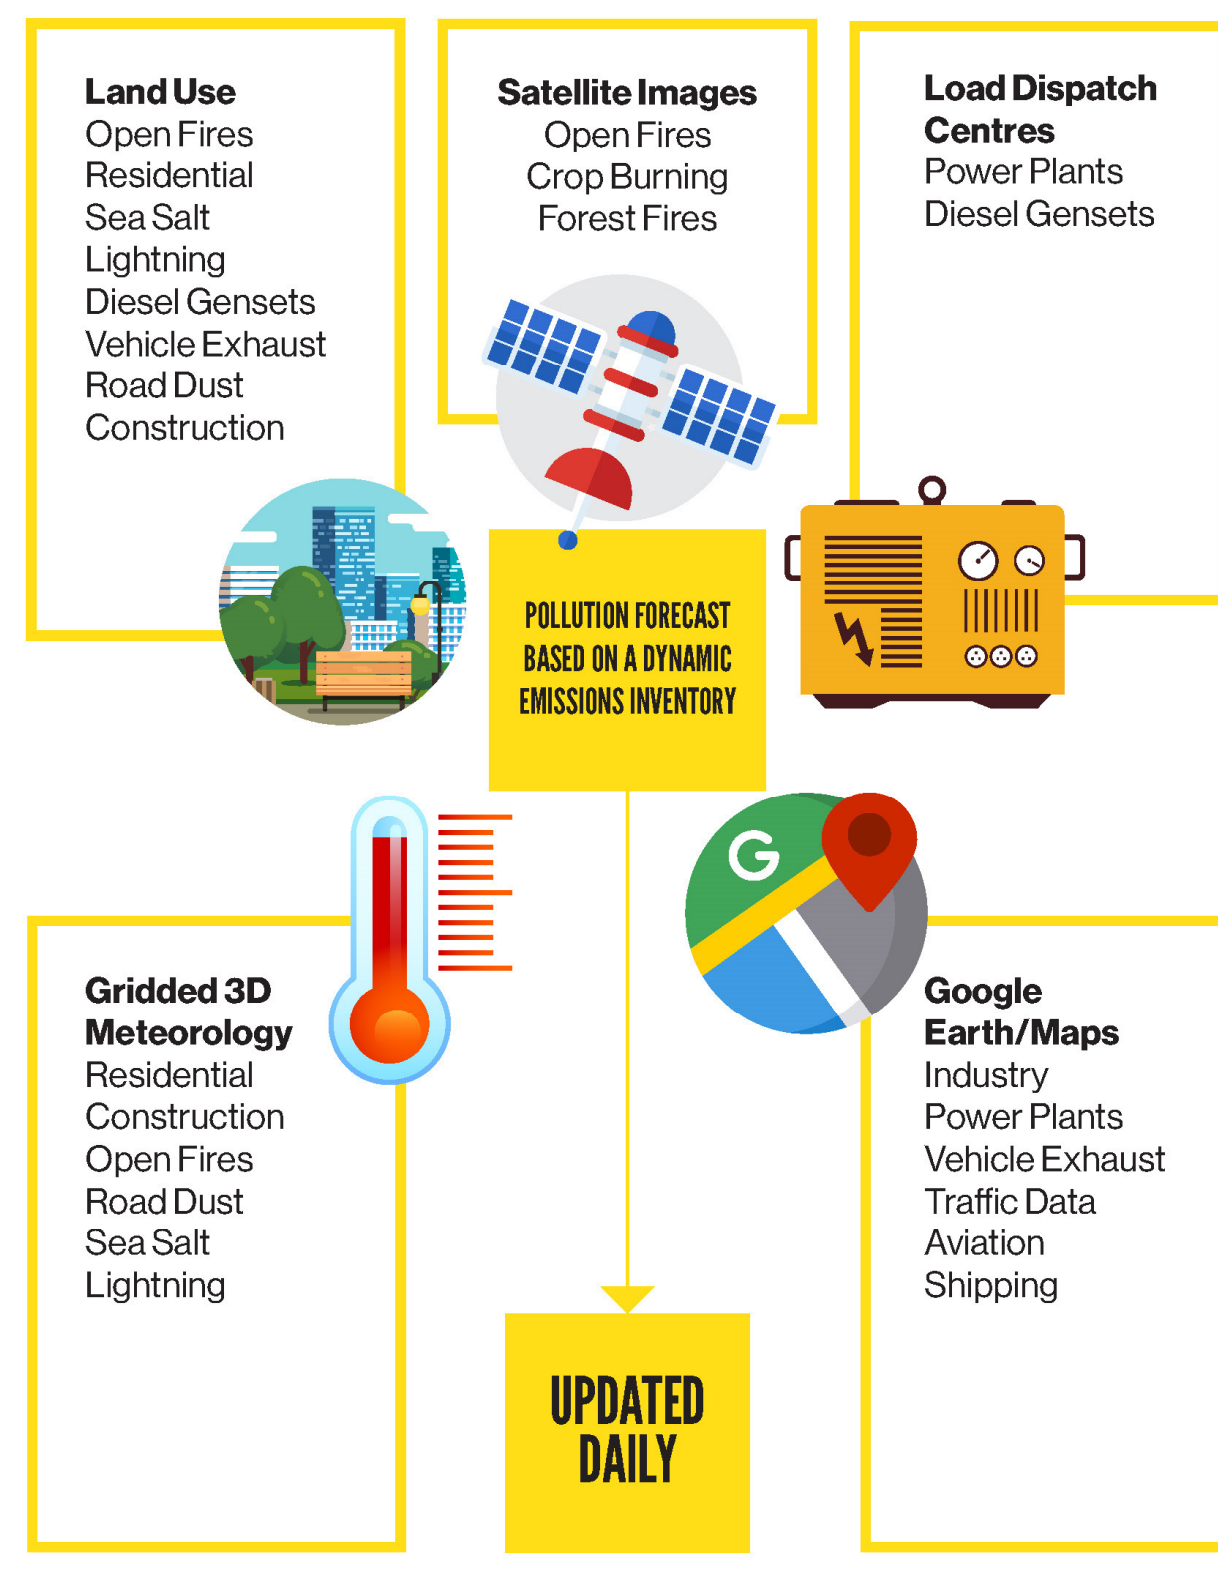 Land Use
Open Fires
Residential
Sea Salt
Lightning
Diesel Gensets
Vehicle Exhaust
Road Dust
Construction
Satellite Images
Open Fires
Crop Burning
Forest Fires
Load Dispatch
Centres
Power Plants
Diesel Gensets
POLLUTION FORECAST
BASED ON A DYNAMIC
EMISSIONS INVENTORY
G
Gridded 3D
Meteorology
Residential
Construction
Open Fires
Road Dust
Sea Salt
Lightning
Google
Earth/Maps
Industry
Power Plants
Vehicle Exhaust
Traffic Data
Aviation
Shipping
UPDATED
DAILY